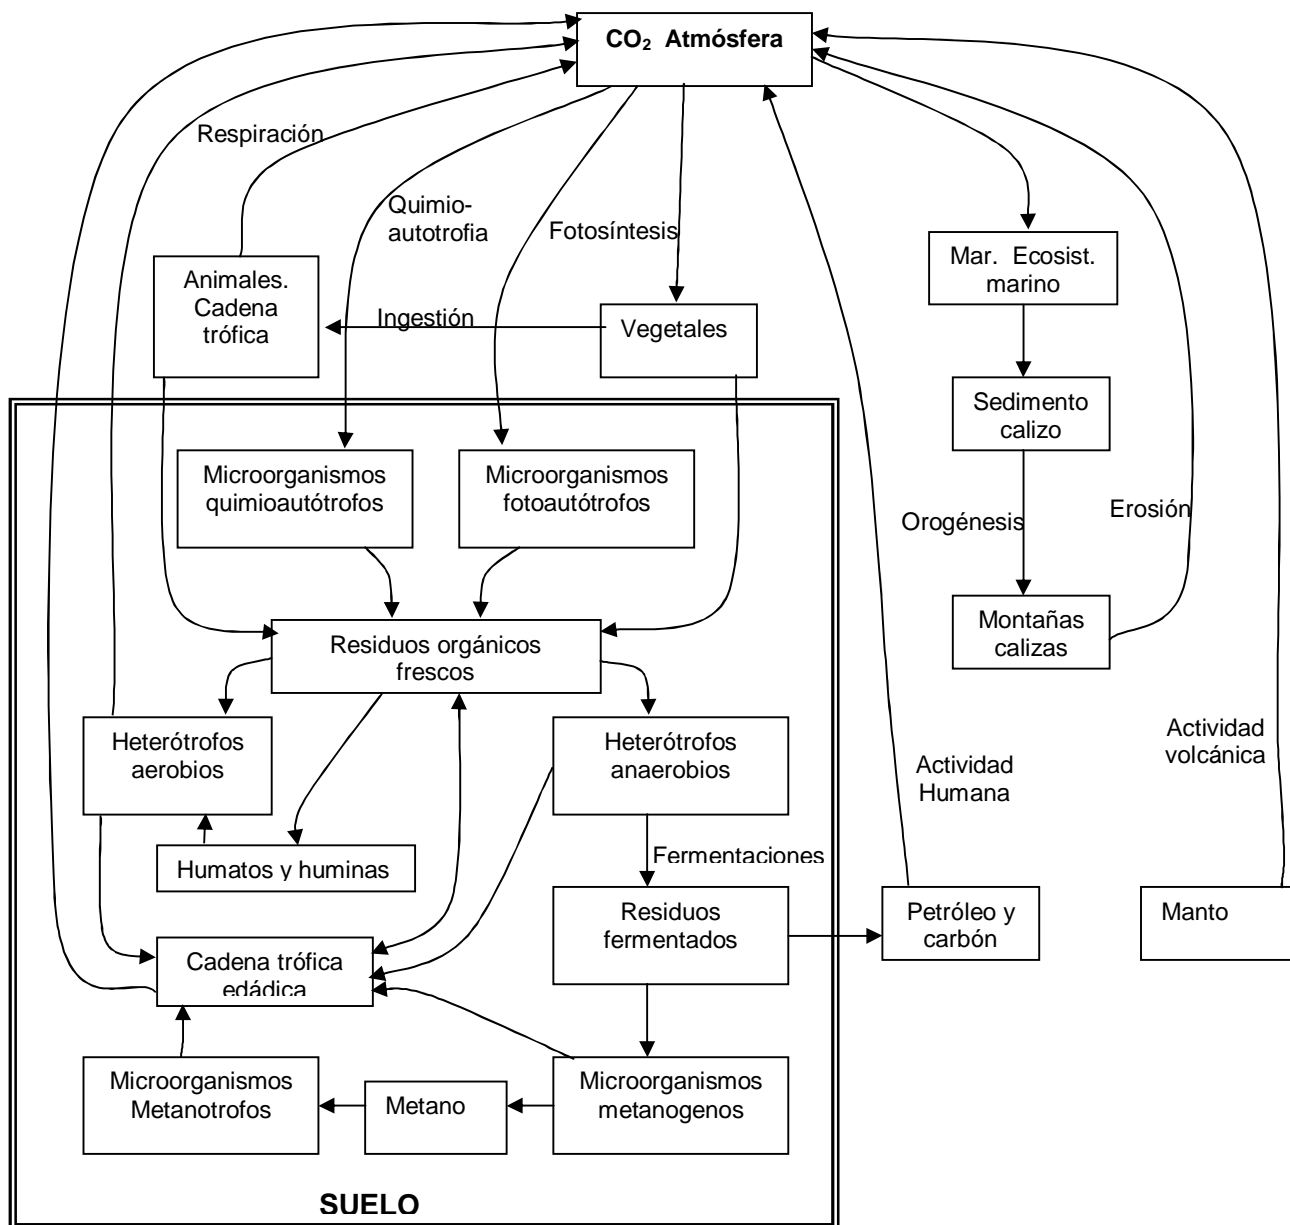 CO₂ Atmósfera
Respiración
Quimio-
autotrofia
Fotosíntesis
Mar. Ecosist.
marino
Animales.
Cadena
trófica
Ingestión
Vegetales
Sedimento
calizo
Microorganismos
quimioautótrofos
Microorganismos
fotoautótrofos
Orogénesis
Erosión
Montañas
calizas
Residuos orgánicos
frescos
Heterótrofos
aerobios
Heterótrofos
anaerobios
Actividad
Humana
Actividad
volcánica
Humatos y huminas
Fermentaciones
Residuos
fermentados
Petróleo y
carbón
Manto
Cadena trófica
edádica
Microorganismos
Metanotrofos
Metano
Microorganismos
metanogenos
SUELO